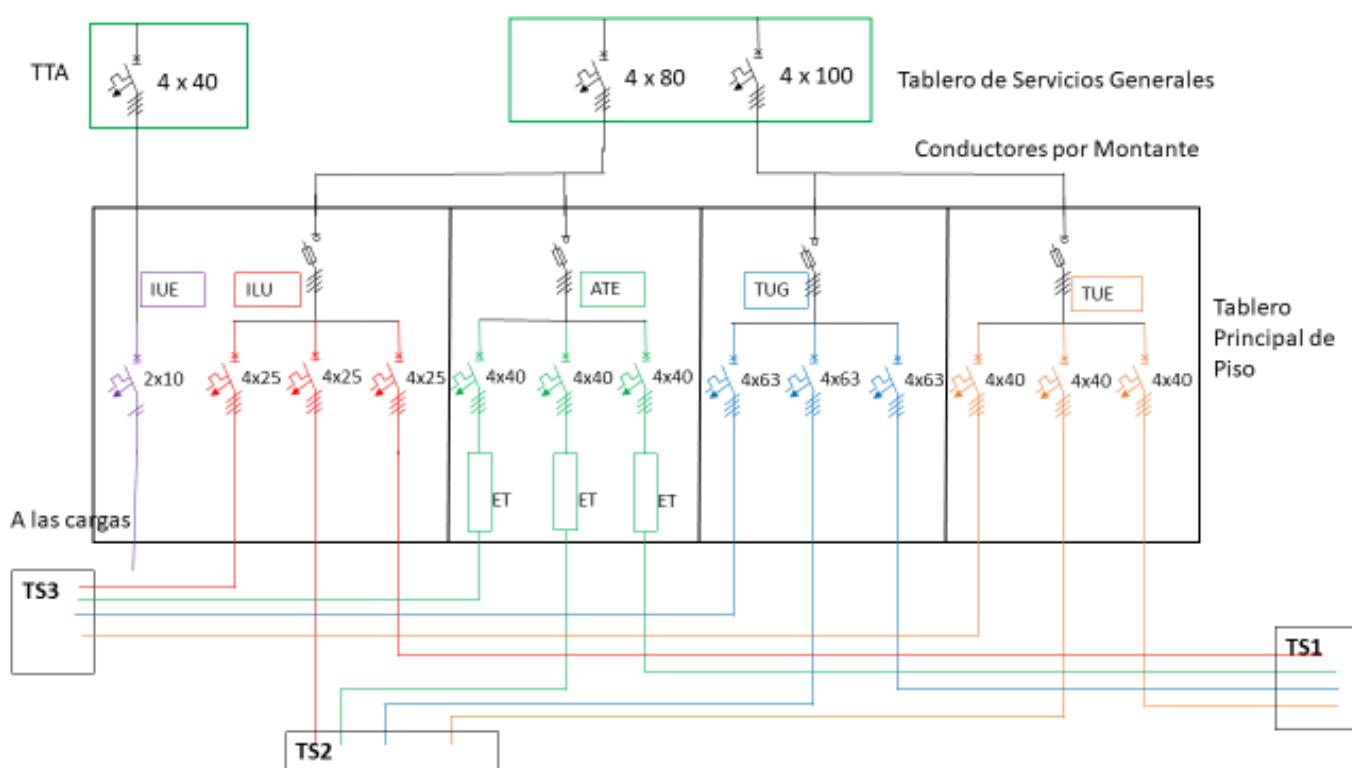 TTA
4 x 40
4 x 80
4 x 100
Tablero de Servicios Generales
Conductores por Montante
IUE
ILU
ATE
TUG
TUE
Tablero
Principal de
Piso
2x10
4x25
4x25
4x25
4x40
4x40
4x40
4x63
4x63
4x63
4x40
4x40
4x40
ET
ET
ET
A las cargas
TS3
TS1
TS2